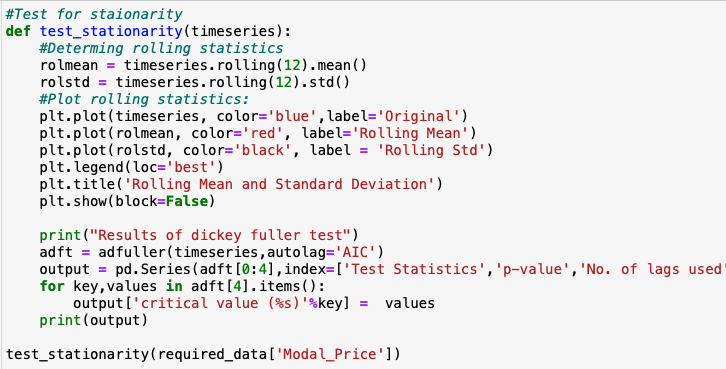 #Test for staionarity
def test_stationarity(timeseries):
    #Determing rolling statistics
    rolmean = timeseries.rolling(12).mean()
    rolstd = timeseries.rolling(12).std()
    #Plot rolling statistics:
    plt.plot(timeseries, color='blue',label='Original')
    plt.plot(rolmean, color='red', label='Rolling Mean')
    plt.plot(rolstd, color='black', label = 'Rolling Std')
    plt.legend(loc='best')
    plt.title('Rolling Mean and Standard Deviation')
    plt.show(block=False)

    print("Results of dickey fuller test")
    adft = adfuller(timeseries,autolag='AIC')
    output = pd.Series(adft[0:4],index=['Test Statistics','p-value','No. of lags used'
    for key,values in adft[4].items():
        output['critical value (%s)'%key] =  values
    print(output)

test_stationarity(required_data['Modal_Price'])